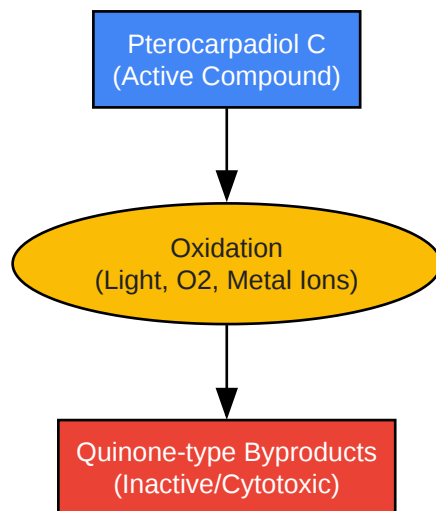 Pterocarpadiol C
(Active Compound)
Oxidation
(Light, O2, Metal Ions)
Quinone-type Byproducts
(Inactive/Cytotoxic)